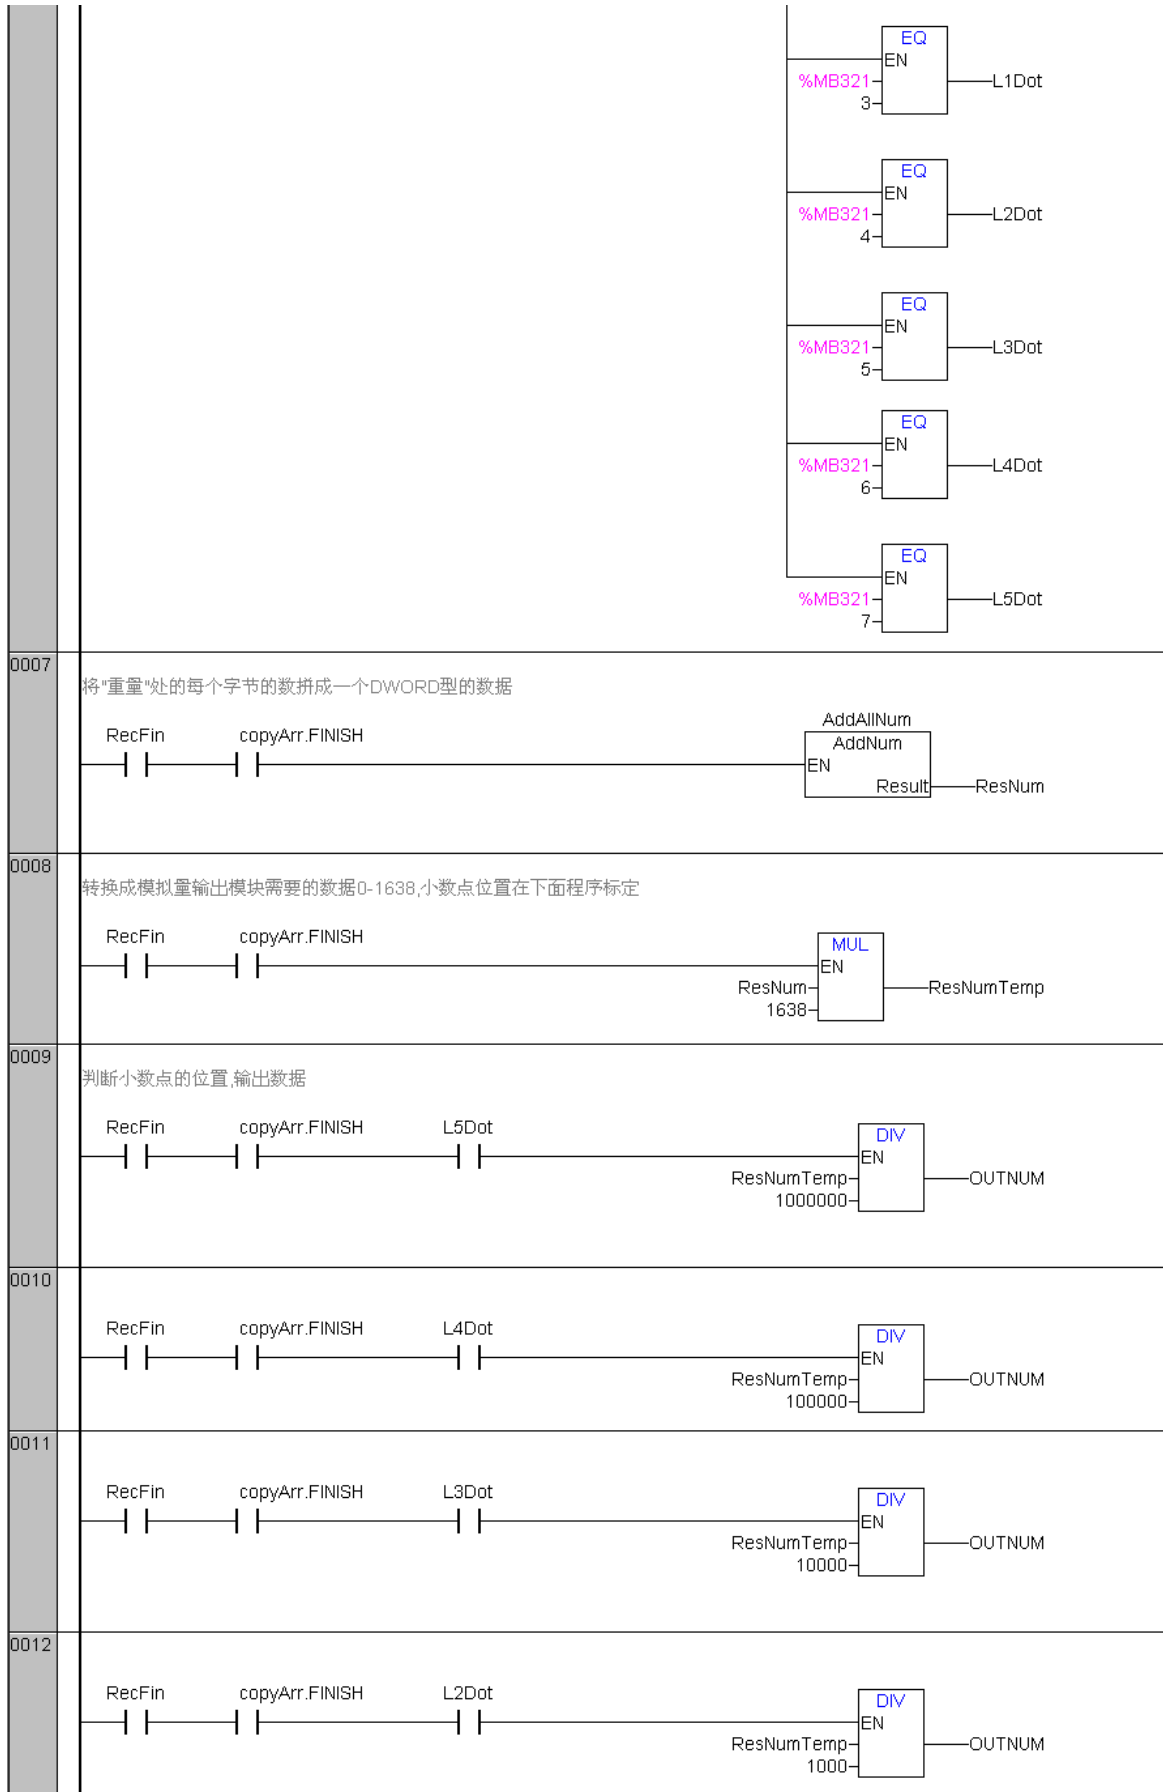 EQ
EN
%MB321
L1Dot
3
EQ
EN
%MB321
L2Dot
4
EQ
EN
%MB321
L3Dot
5
EQ
EN
%MB321
L4Dot
6
EQ
EN
%MB321
L5Dot
7
0007
将"重量"处的每个字节的数拼成一个DWORD型的数据
AddAllNum
RecFin copyArr.FINISH AddNum
EN
Result ResNum
0008
转换成模拟量输出模块需要的数据0-1638,小数点位置在下面程序标定
RecFin copyArr.FINISH MUL
EN
ResNum ResNumTemp
1638
0009
判断小数点的位置,输出数据
RecFin copyArr.FINISH L5Dot DIV
EN
ResNumTemp OUTNUM
1000000
0010
RecFin copyArr.FINISH L4Dot DIV
EN
ResNumTemp OUTNUM
100000
0011
RecFin copyArr.FINISH L3Dot DIV
EN
ResNumTemp OUTNUM
10000
0012
RecFin copyArr.FINISH L2Dot DIV
EN
ResNumTemp OUTNUM
1000